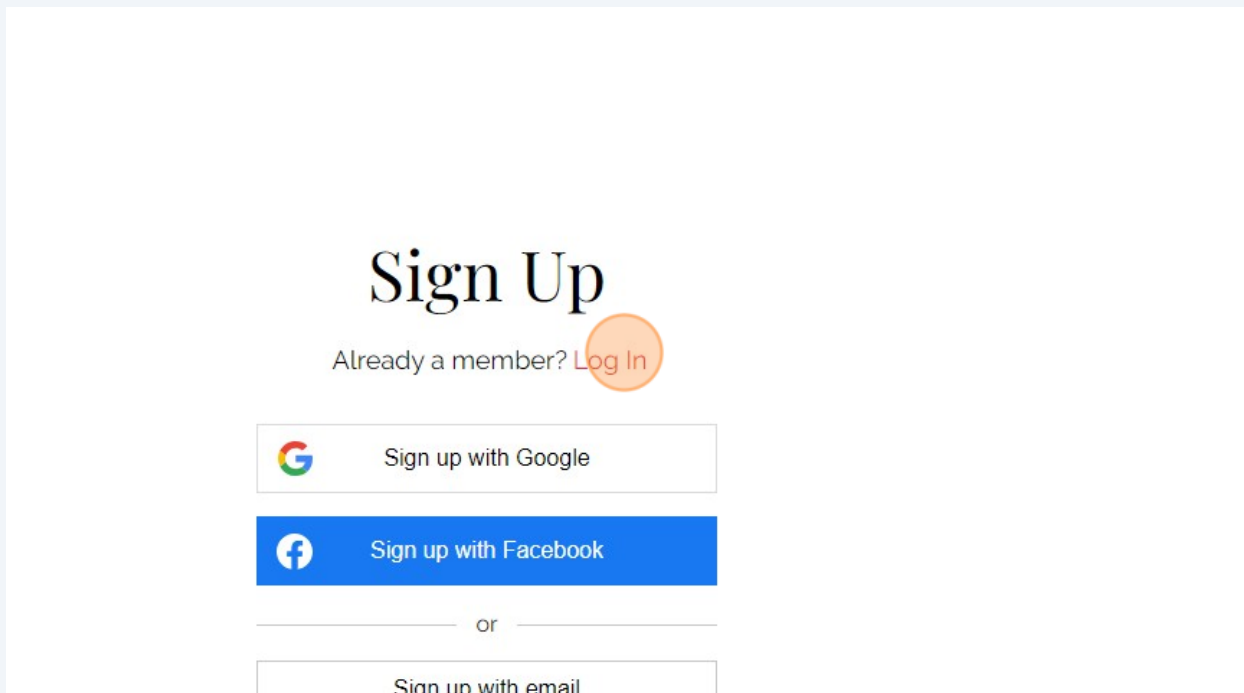 Sign Up
Already a member? Log In
Sign up with Google
Sign up with Facebook
or
Sign up with email